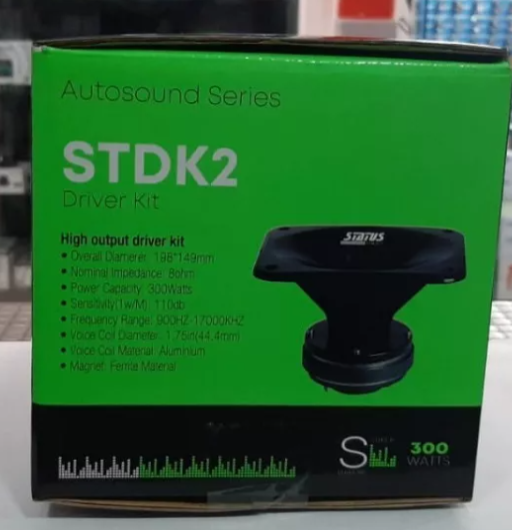 Autosound Series
STDK2
Driver Kit
High output driver kit
• Overall Diamerer: 198*149mm
• Nominal Impedance: 8ohm
• Power Capacity: 300Watts
• Sensitivity(1w/M): 110db
• Frequency Range: 900HZ-17000KHZ
• Voice Coil Diameter: 1.75in(44.4mm)
• Voice Coil Material: Aluminium
• Magnet: Ferrite Material
STATUS
S
300
WATTS